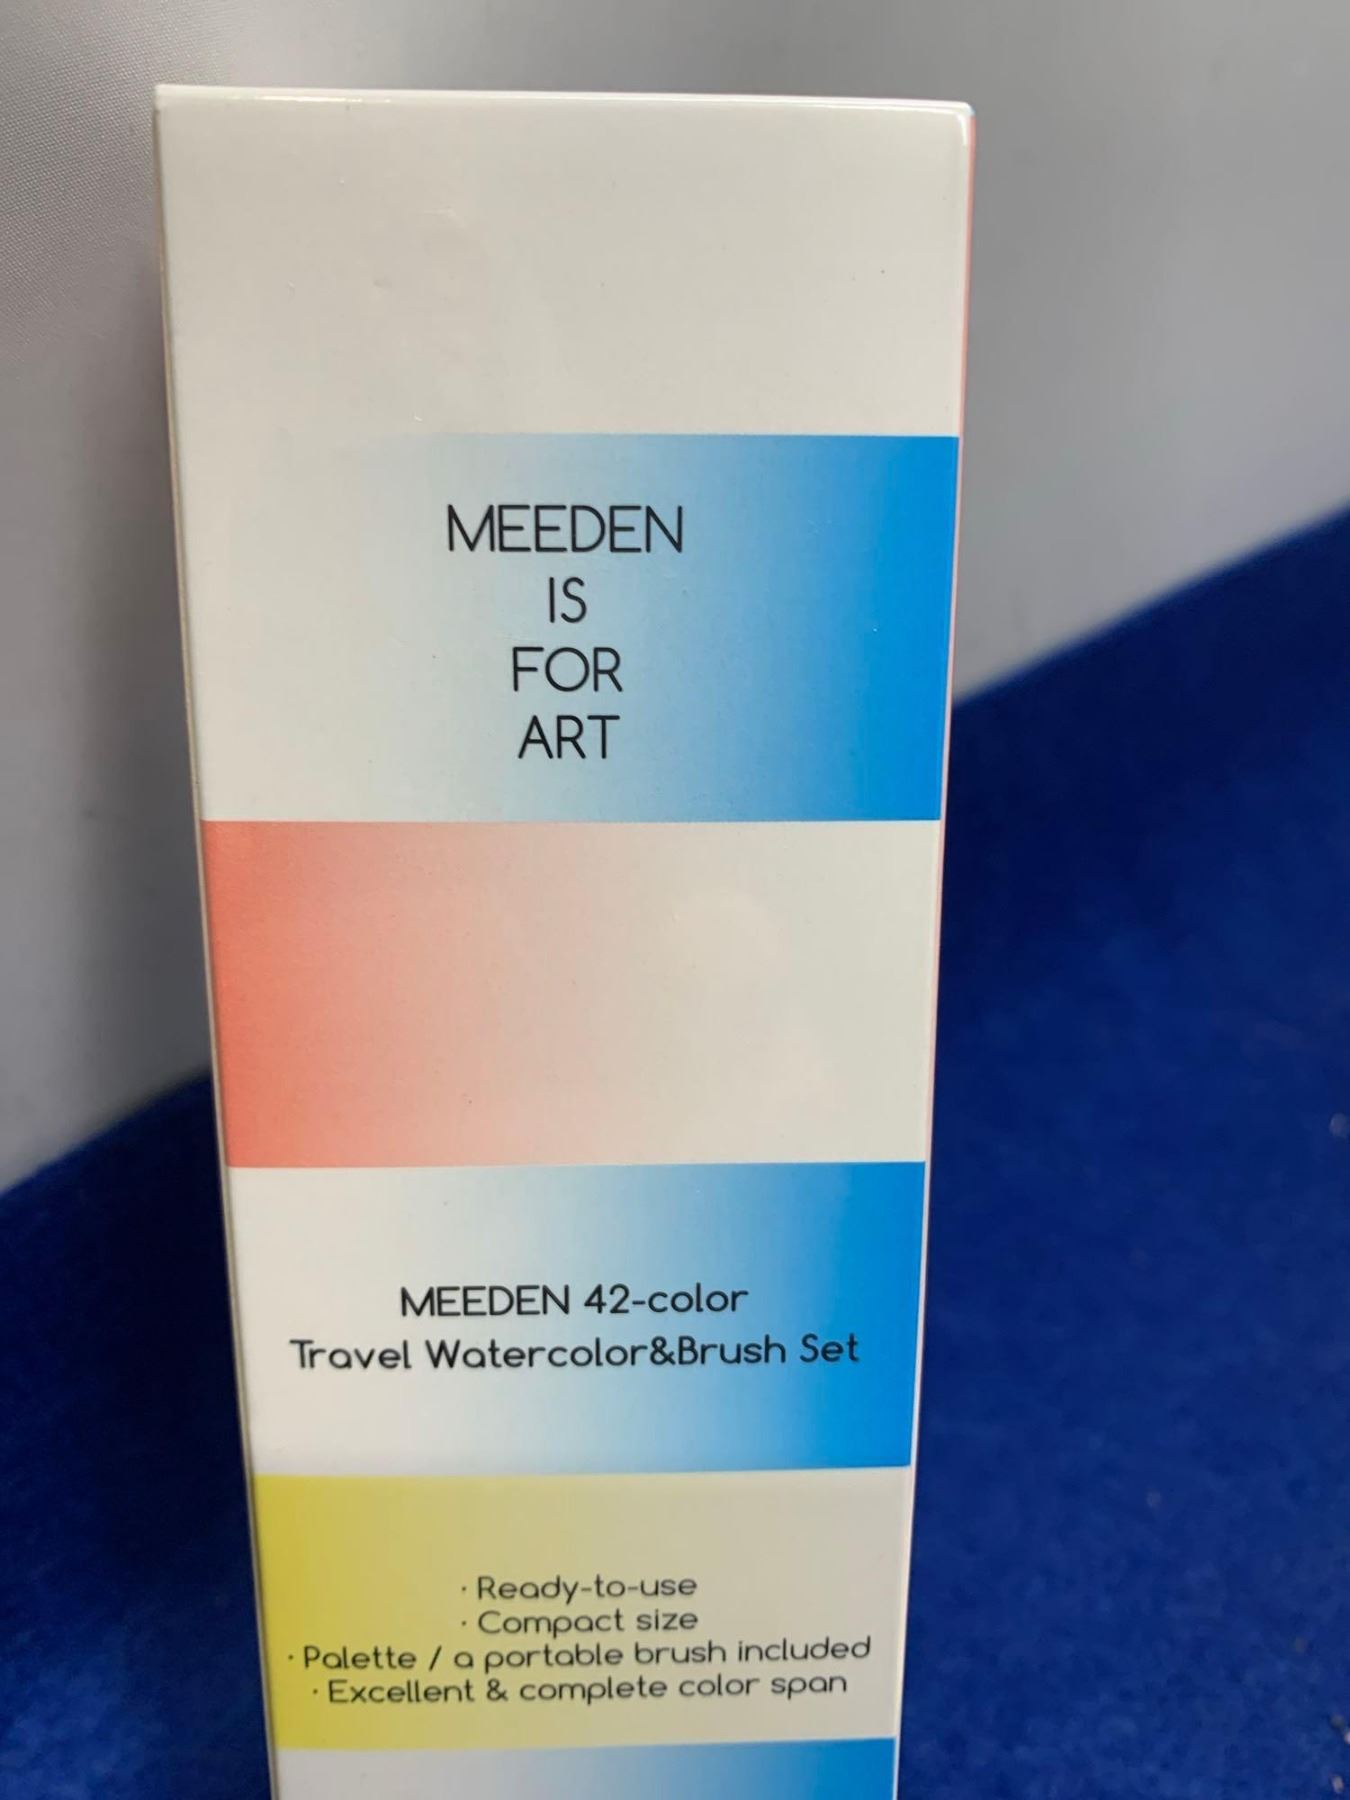 MEEDEN
IS
FOR
ART
MEEDEN 42-color
Travel Watercolor&Brush Set
· Ready-to-use
· Compact size
· Palette / a portable brush included
· Excellent & complete color span